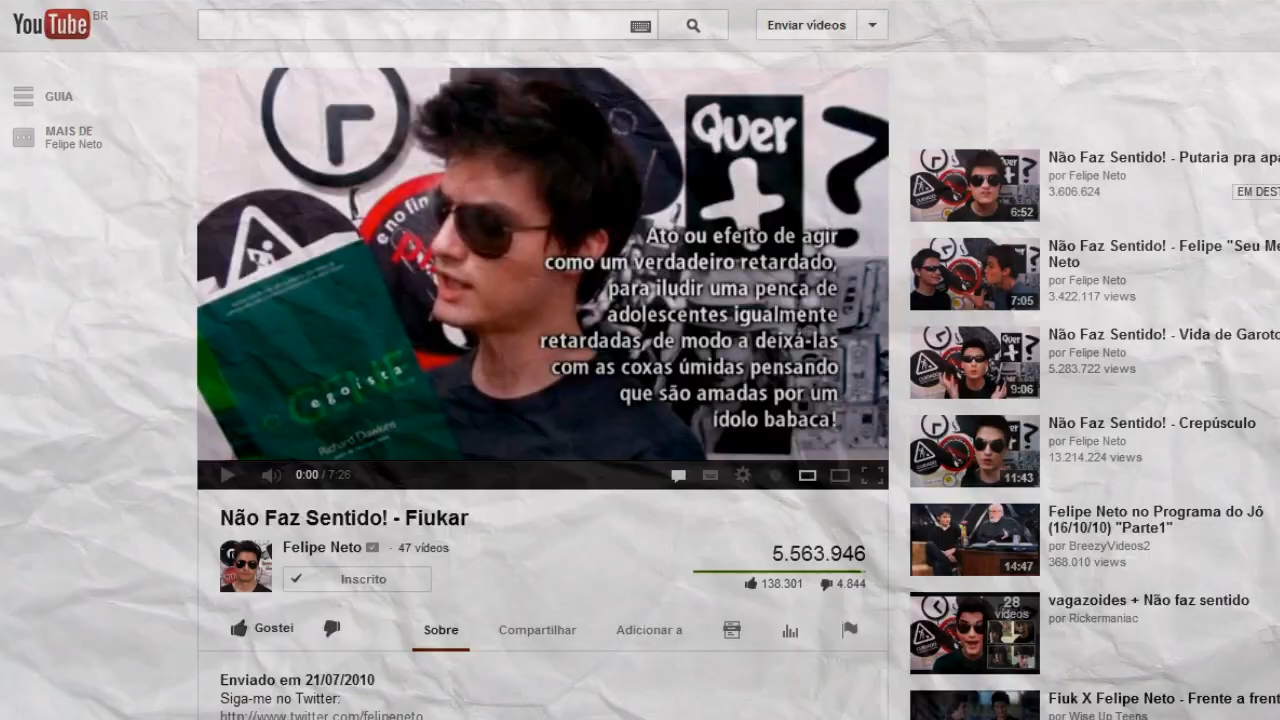 YouTube BR
Enviar vídeos
GUIA
MAIS DE
Felipe Neto
Quer
+
?
e no fim
Ato ou efeito de agir
como um verdadeiro retardado,
para iludir uma penca de
adolescentes igualmente
retardadas, de modo a deixá-las
com as coxas úmidas pensando
que são amadas por um
ídolo babaca!
GENE
egoísta
Richard Dawkins
0:00 / 7:26
Não Faz Sentido! - Fiukar
Felipe Neto · 47 vídeos
Inscrito
5.563.946
138.301 4.844
Gostei
Sobre Compartilhar Adicionar a
Enviado em 21/07/2010
Siga-me no Twitter:
http://www.twitter.com/felipeneto
Não Faz Sentido! - Putaria pra apa
por Felipe Neto
3.606.624
EM DEST
6:52
Não Faz Sentido! - Felipe "Seu Me
Neto
por Felipe Neto
3.422.117 views
7:05
Não Faz Sentido! - Vida de Garoto
por Felipe Neto
5.283.722 views
9:06
Não Faz Sentido! - Crepúsculo
por Felipe Neto
13.214.224 views
11:43
Felipe Neto no Programa do Jô
(16/10/10) "Parte1"
por BreezyVideos2
368.010 views
14:47
vagazoides + Não faz sentido
por Rickermaniac
28
vídeos
Fiuk X Felipe Neto - Frente a frent
por Wise Up Teens